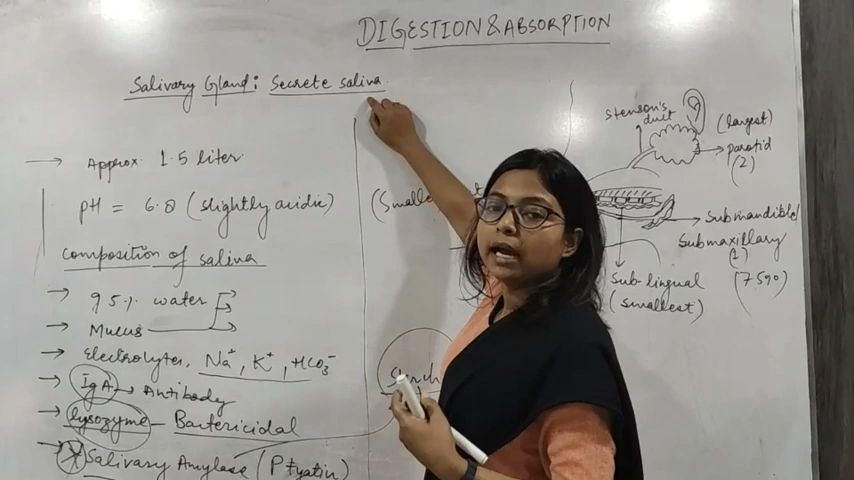 DIGESTION & ABSORPTION
Salivary Gland: Secrete saliva
→ Approx. 1.5 liter
pH = 6.8 (slightly acidic)
composition of saliva
→ 95% water
→ Mucus
→ Electrolytes, Na⁺, K⁺, HCO₃⁻
→ IgA → Antibody
→ lysozyme - Bactericidal
→ Salivary Amylase (Ptyalin)
(Smalle
Starch
Stenson's
duct
(largest)
parotid
(2)
Submandible/
Submaxillary
(2)
Sub-lingual
(smallest)